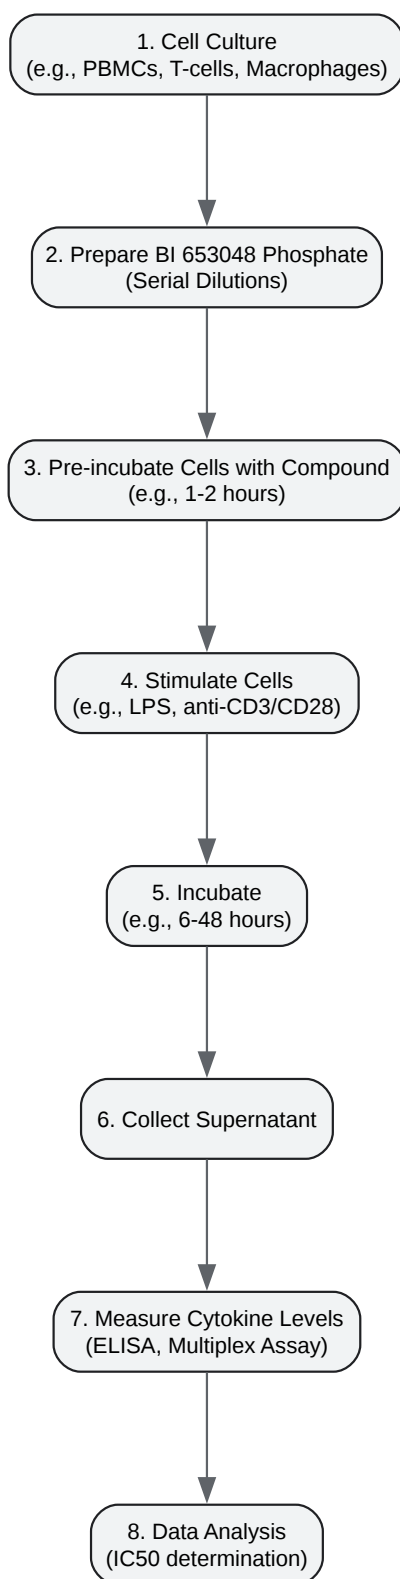 1. Cell Culture
(e.g., PBMCs, T-cells, Macrophages)
2. Prepare BI 653048 Phosphate
(Serial Dilutions)
3. Pre-incubate Cells with Compound
(e.g., 1-2 hours)
4. Stimulate Cells
(e.g., LPS, anti-CD3/CD28)
5. Incubate
(e.g., 6-48 hours)
6. Collect Supernatant
7. Measure Cytokine Levels
(ELISA, Multiplex Assay)
8. Data Analysis
(IC50 determination)